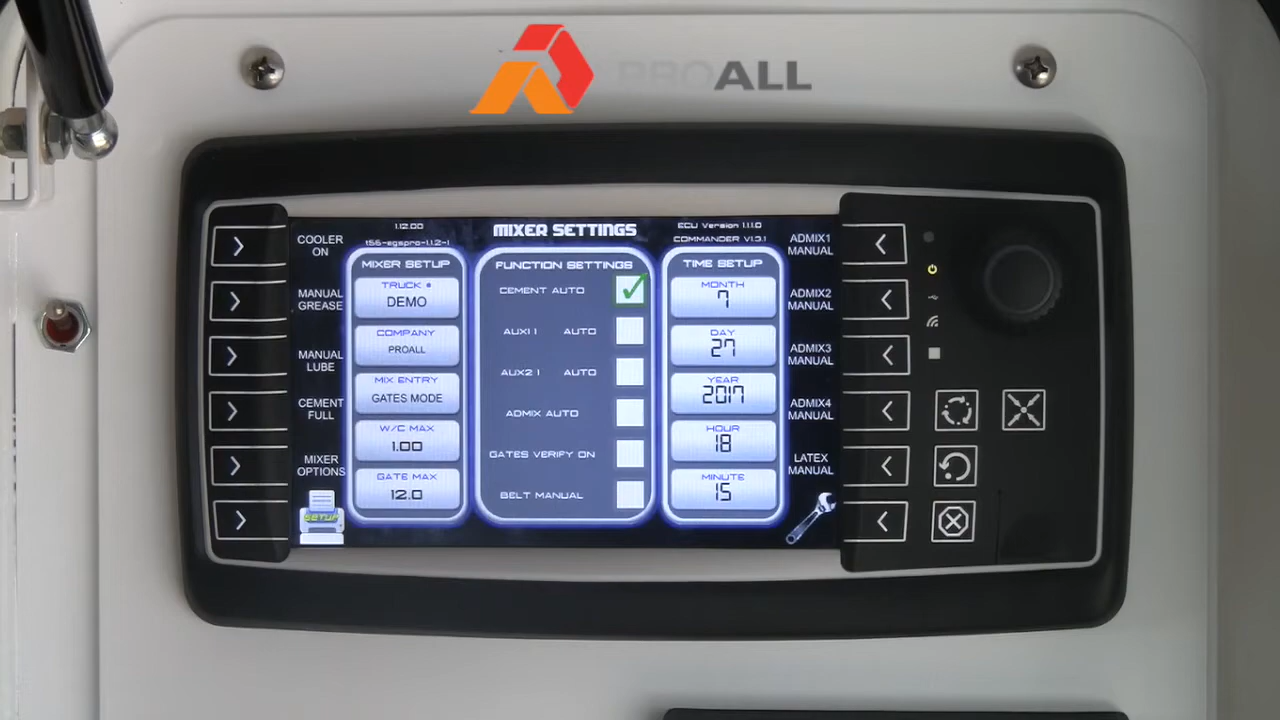 PROALL
1.12.00
t56-egspro-1.1.2-1
MIXER SETTINGS
ECU Version 1.1.1.0
COMMANDER V1.3.1
COOLER
ON
MANUAL
GREASE
MANUAL
LUBE
CEMENT
FULL
MIXER
OPTIONS
SETUP
MIXER SETUP
TRUCK #
DEMO
COMPANY
PROALL
MIX ENTRY
GATES MODE
W/C MAX
1.00
GATE MAX
12.0
FUNCTION SETTINGS
CEMENT AUTO
AUX1 1 AUTO
AUX2 1 AUTO
ADMIX AUTO
GATES VERIFY ON
BELT MANUAL
TIME SETUP
MONTH
7
DAY
27
YEAR
2017
HOUR
18
MINUTE
15
ADMIX1
MANUAL
ADMIX2
MANUAL
ADMIX3
MANUAL
ADMIX4
MANUAL
LATEX
MANUAL